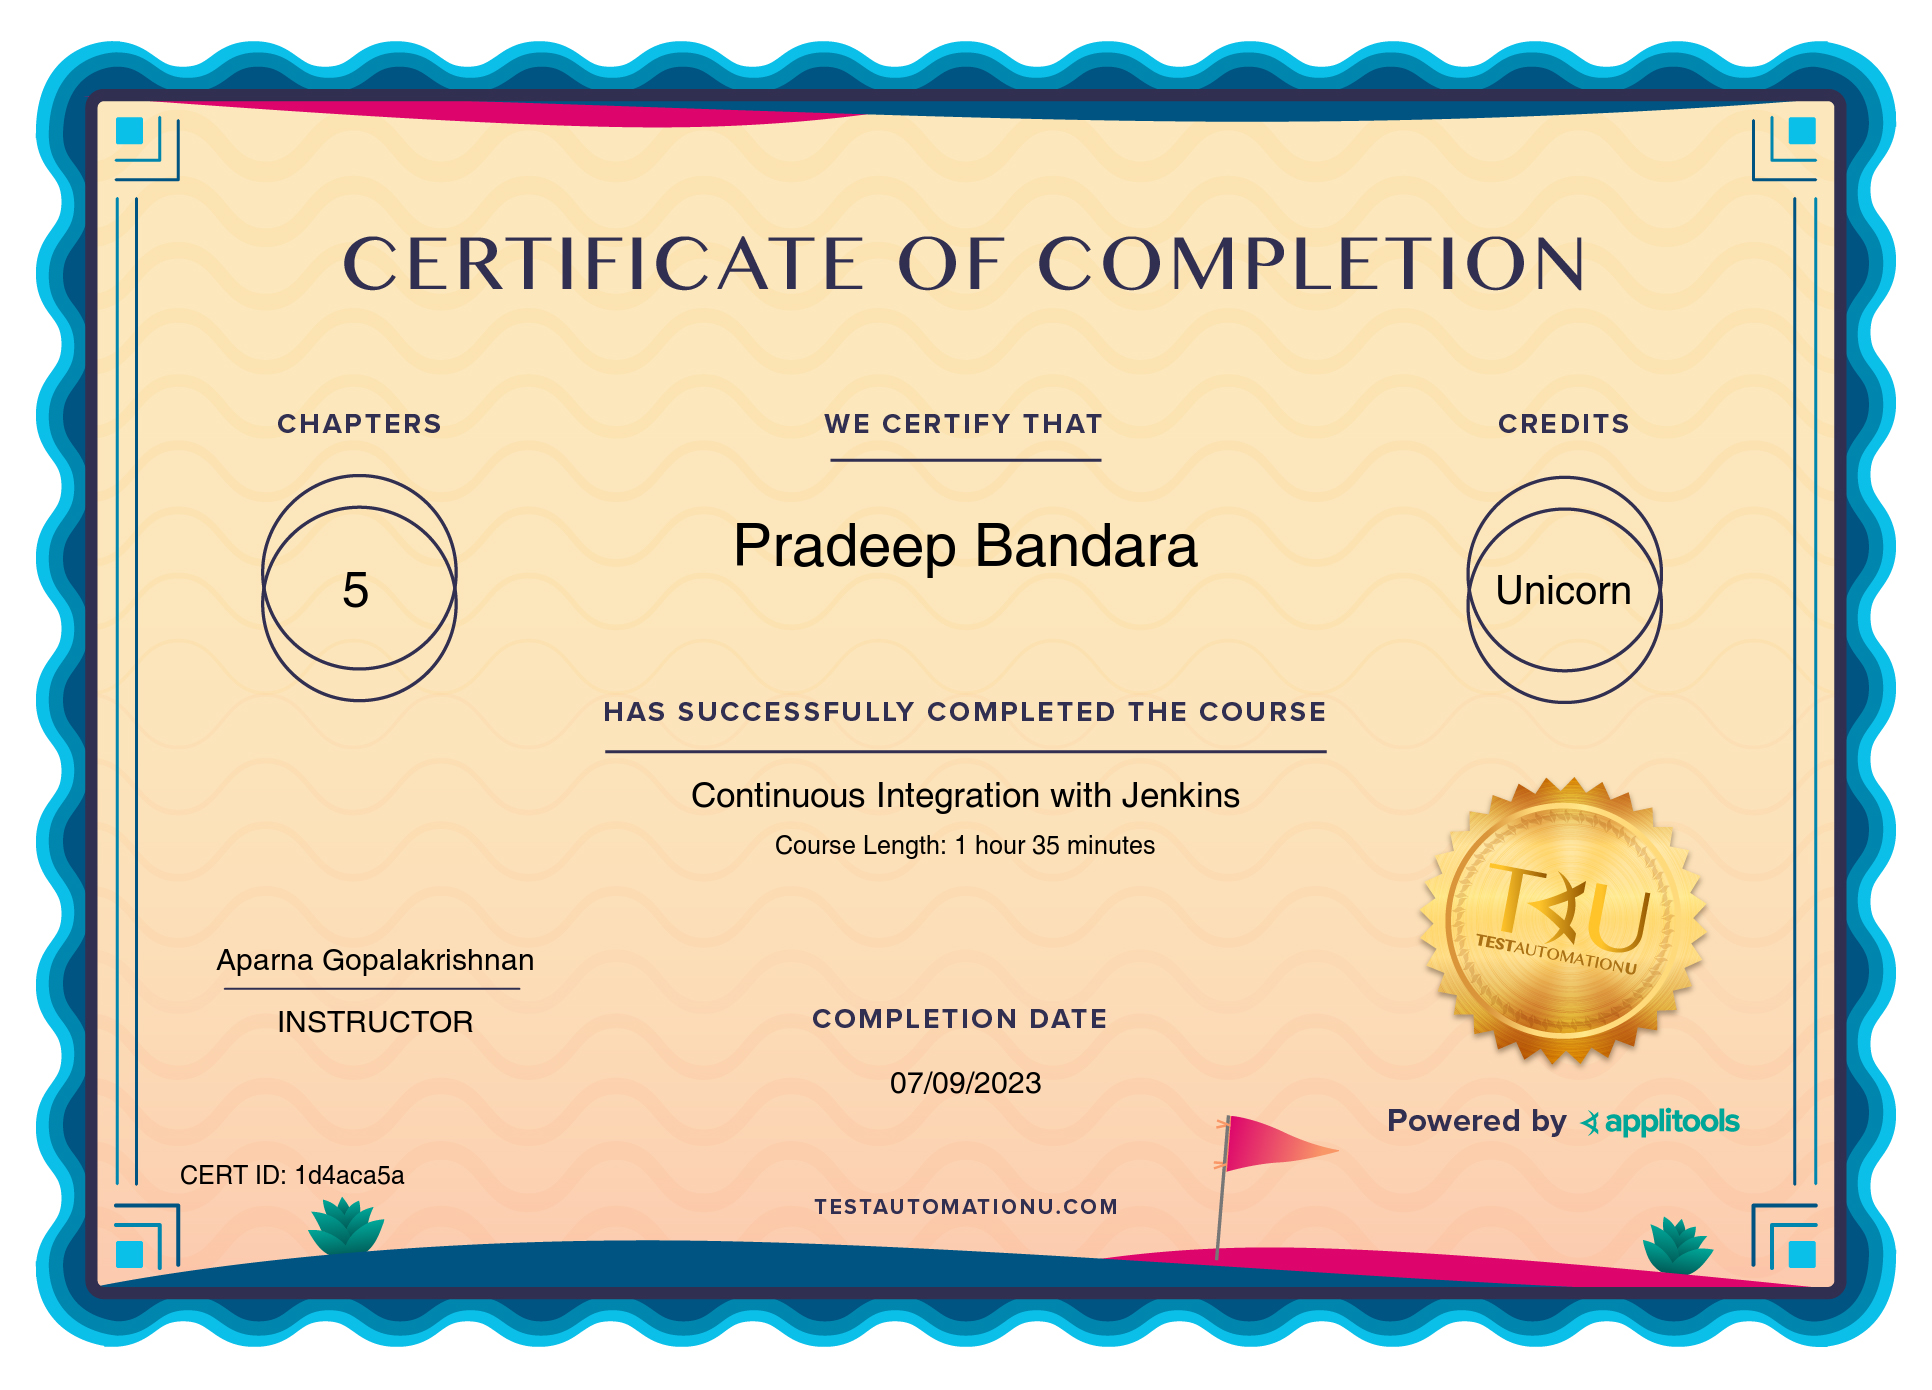 CERTIFICATE OF COMPLETION
CHAPTERS
5
WE CERTIFY THAT
Pradeep Bandara
CREDITS
Unicorn
HAS SUCCESSFULLY COMPLETED THE COURSE
Continuous Integration with Jenkins
Course Length: 1 hour 35 minutes
TAU
TESTAUTOMATIONU
Aparna Gopalakrishnan
INSTRUCTOR
COMPLETION DATE
07/09/2023
Powered by applitools
CERT ID: 1d4aca5a
TESTAUTOMATIONU.COM